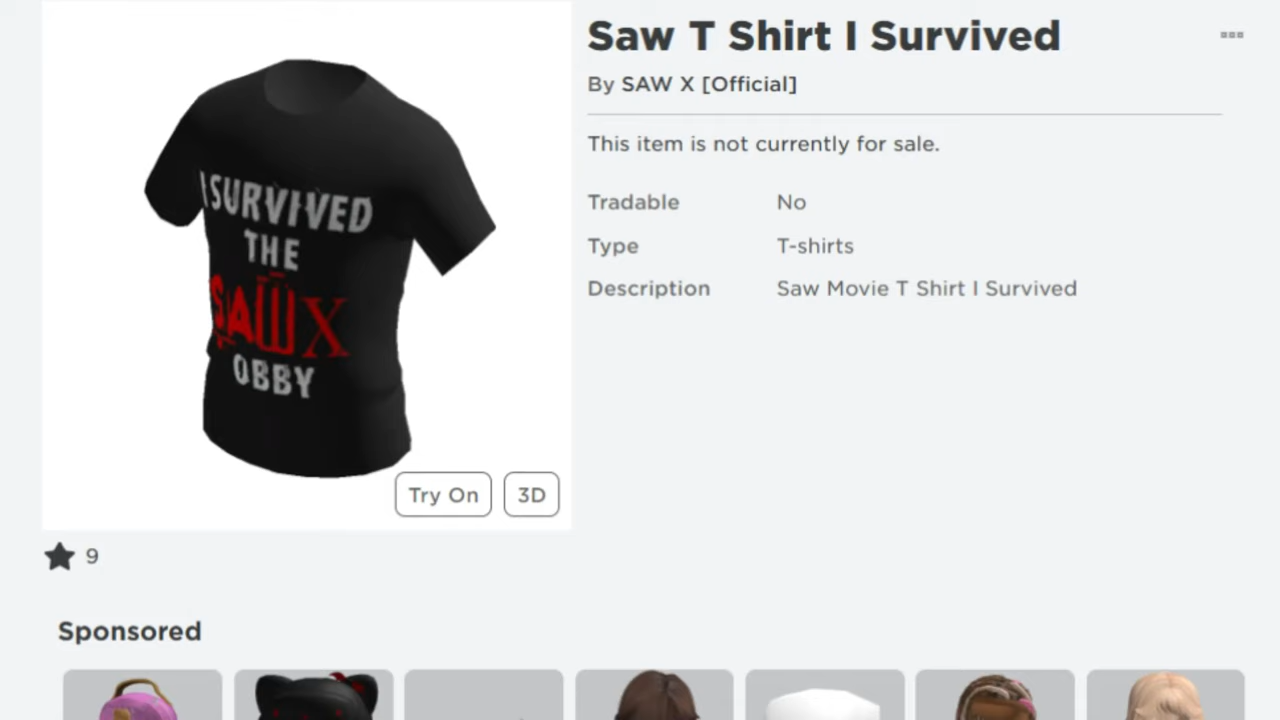 Saw T Shirt I Survived
By SAW X [Official]
This item is not currently for sale.
Tradable No
Type T-shirts
Description Saw Movie T Shirt I Survived
I SURVIVED
THE
SAW X
OBBY
Try On 3D
9
Sponsored